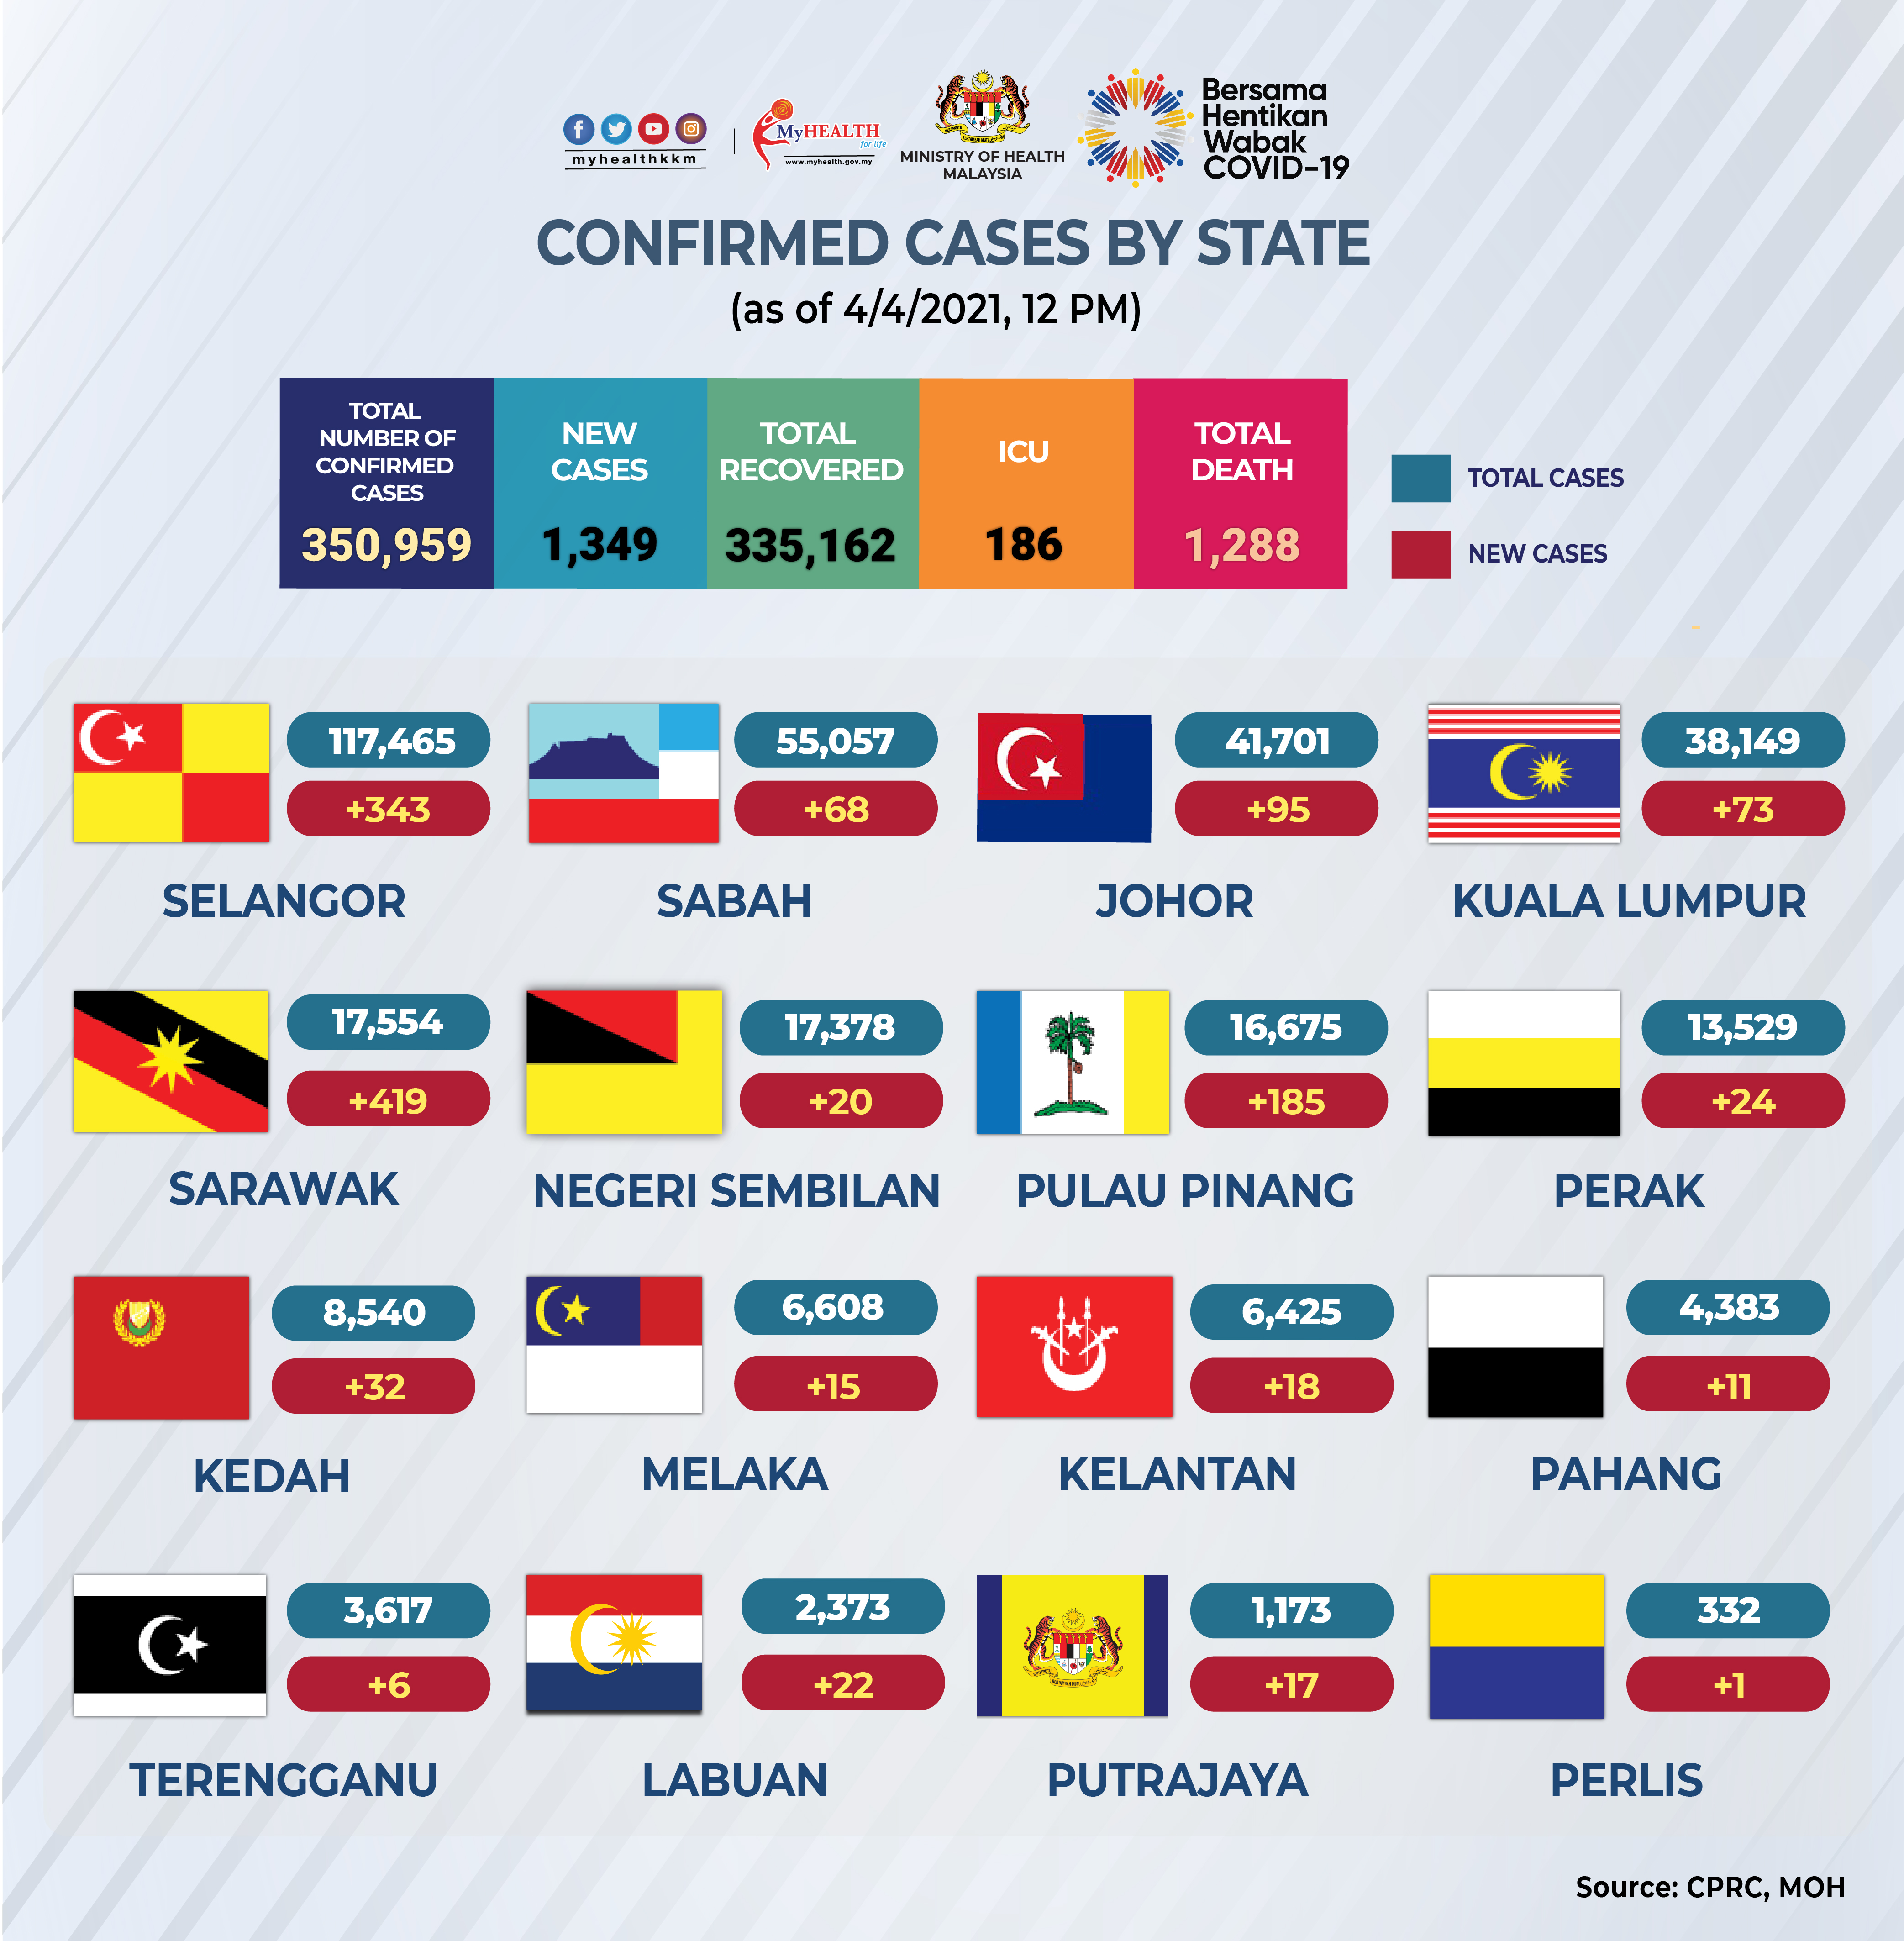 myhealthkkm
MyHEALTH
for life
www.myhealth.gov.my
MINISTRY OF HEALTH
MALAYSIA
Bersama
Hentikan
Wabak
COVID-19
CONFIRMED CASES BY STATE
(as of 4/4/2021, 12 PM)
TOTAL
NUMBER OF
CONFIRMED
CASES
350,959
NEW
CASES
1,349
TOTAL
RECOVERED
335,162
ICU
186
TOTAL
DEATH
1,288
TOTAL CASES
NEW CASES
117,465
+343
SELANGOR
55,057
+68
SABAH
41,701
+95
JOHOR
38,149
+73
KUALA LUMPUR
17,554
+419
SARAWAK
17,378
+20
NEGERI SEMBILAN
16,675
+185
PULAU PINANG
13,529
+24
PERAK
8,540
+32
KEDAH
6,608
+15
MELAKA
6,425
+18
KELANTAN
4,383
+11
PAHANG
3,617
+6
TERENGGANU
2,373
+22
LABUAN
1,173
+17
PUTRAJAYA
332
+1
PERLIS
Source: CPRC, MOH